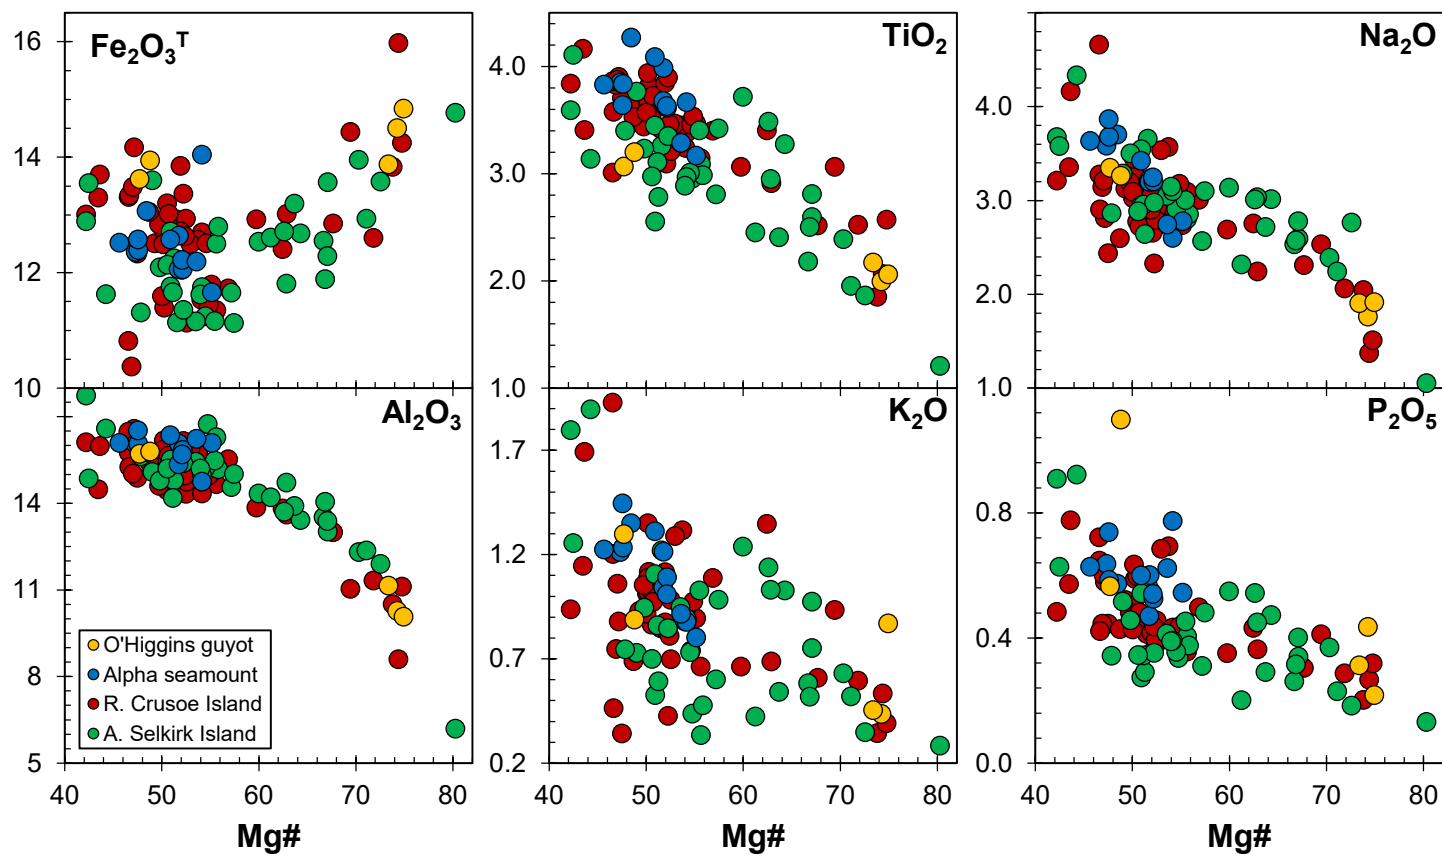 Fe₂O₃ᵀ
16
14
12
10
TiO₂
4.0
3.0
2.0
1.0
Na₂O
4.0
3.0
2.0
1.0
Al₂O₃
17
14
11
8
5
40 50 60 70 80
Mg#
O'Higgins guyot
Alpha seamount
R. Crusoe Island
A. Selkirk Island
K₂O
1.7
1.2
0.7
0.2
40 50 60 70 80
Mg#
P₂O₅
0.8
0.4
0.0
40 50 60 70 80
Mg#